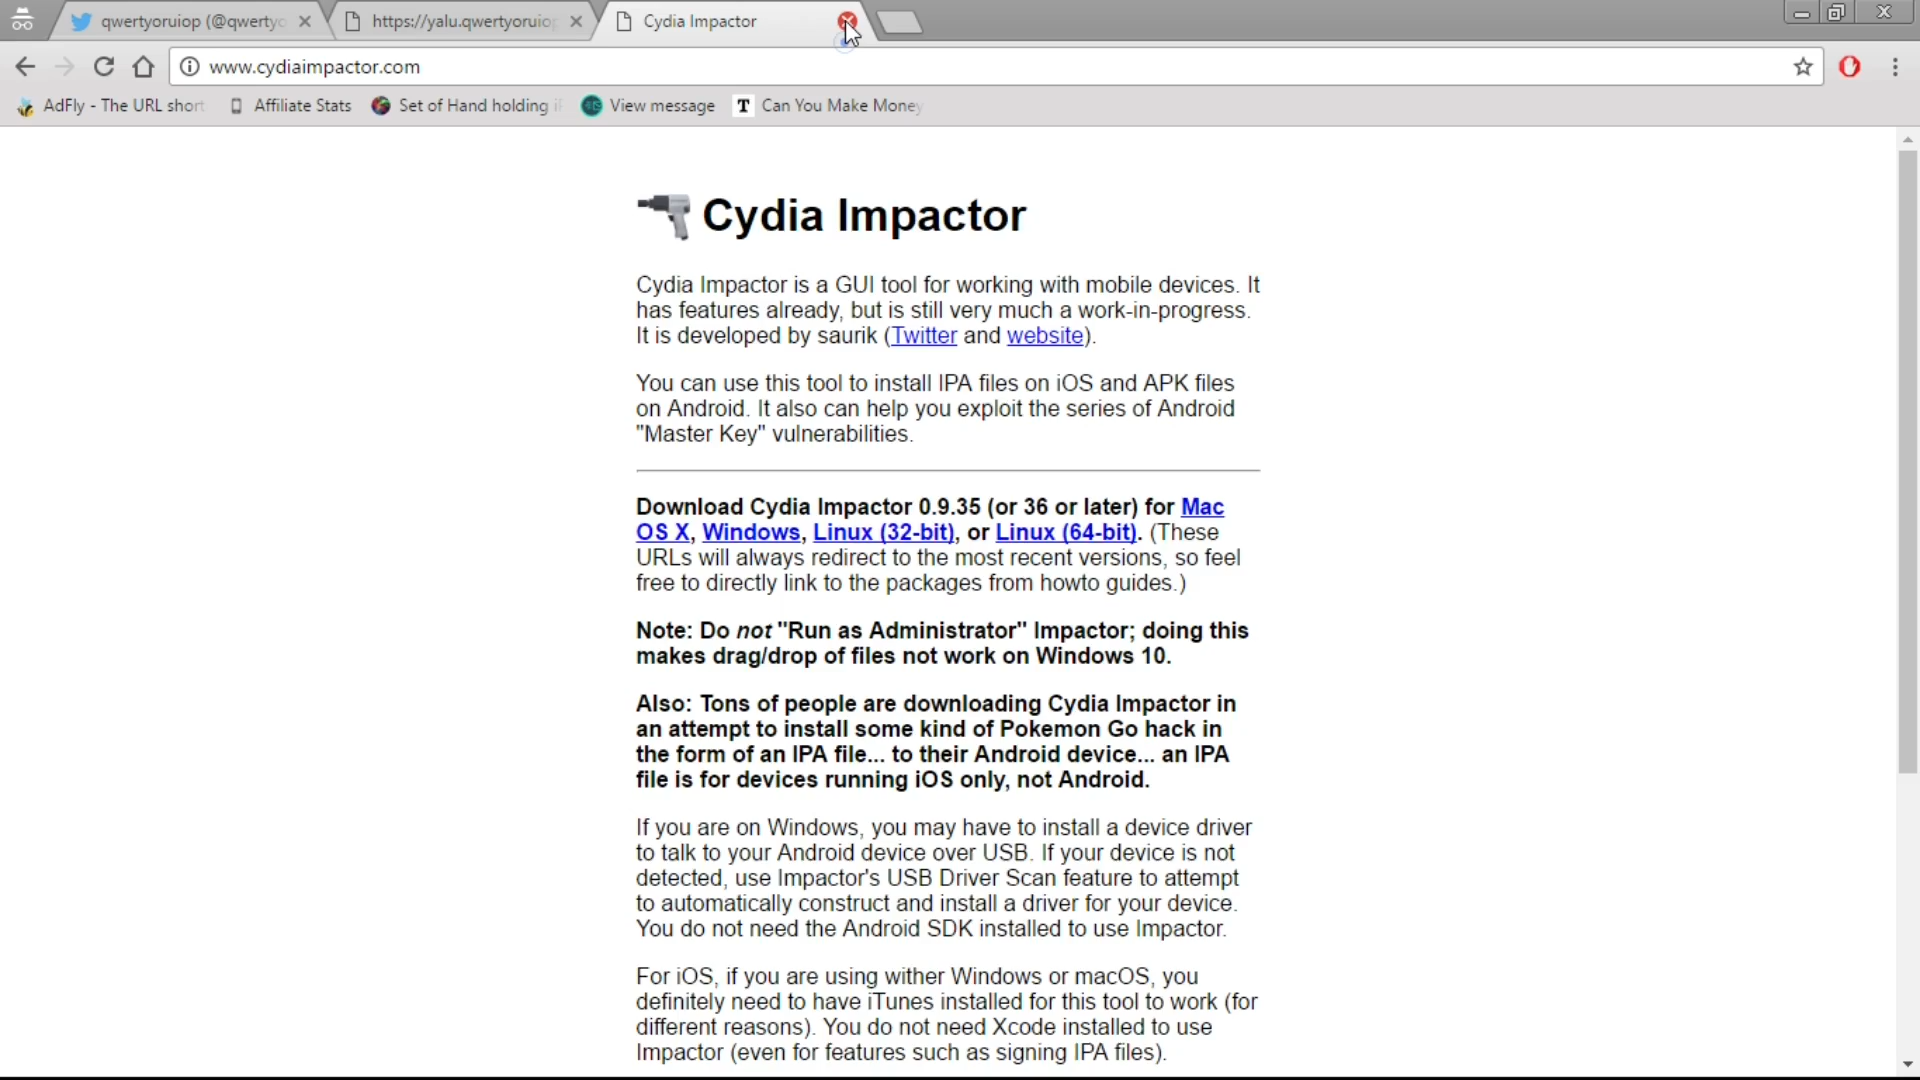 qwertyoruiop (@qwertyo
https://yalu.qwertyoruiop
Cydia Impactor
www.cydiaimpactor.com
AdFly - The URL short
Affiliate Stats
Set of Hand holding iF
View message
T Can You Make Money
Cydia Impactor
Cydia Impactor is a GUI tool for working with mobile devices. It
has features already, but is still very much a work-in-progress.
It is developed by saurik (Twitter and website).
You can use this tool to install IPA files on iOS and APK files
on Android. It also can help you exploit the series of Android
"Master Key" vulnerabilities.
Download Cydia Impactor 0.9.35 (or 36 or later) for Mac
OS X, Windows, Linux (32-bit), or Linux (64-bit). (These
URLs will always redirect to the most recent versions, so feel
free to directly link to the packages from howto guides.)
Note: Do not "Run as Administrator" Impactor; doing this
makes drag/drop of files not work on Windows 10.
Also: Tons of people are downloading Cydia Impactor in
an attempt to install some kind of Pokemon Go hack in
the form of an IPA file... to their Android device... an IPA
file is for devices running iOS only, not Android.
If you are on Windows, you may have to install a device driver
to talk to your Android device over USB. If your device is not
detected, use Impactor's USB Driver Scan feature to attempt
to automatically construct and install a driver for your device.
You do not need the Android SDK installed to use Impactor.
For iOS, if you are using wither Windows or macOS, you
definitely need to have iTunes installed for this tool to work (for
different reasons). You do not need Xcode installed to use
Impactor (even for features such as signing IPA files).